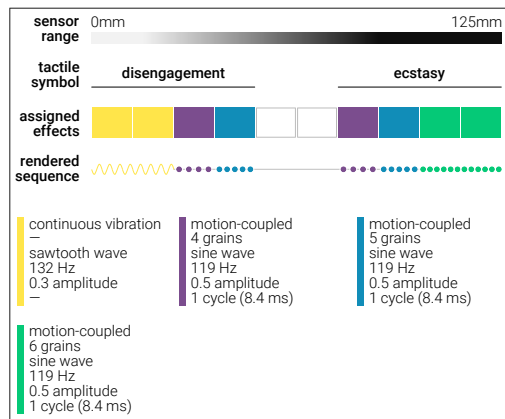 sensor range 0mm 125mm
tactile symbol disengagement ecstasy
assigned effects
rendered sequence
continuous vibration
—
sawtooth wave
132 Hz
0.3 amplitude
—
motion-coupled
4 grains
sine wave
119 Hz
0.5 amplitude
1 cycle (8.4 ms)
motion-coupled
5 grains
sine wave
119 Hz
0.5 amplitude
1 cycle (8.4 ms)
motion-coupled
6 grains
sine wave
119 Hz
0.5 amplitude
1 cycle (8.4 ms)